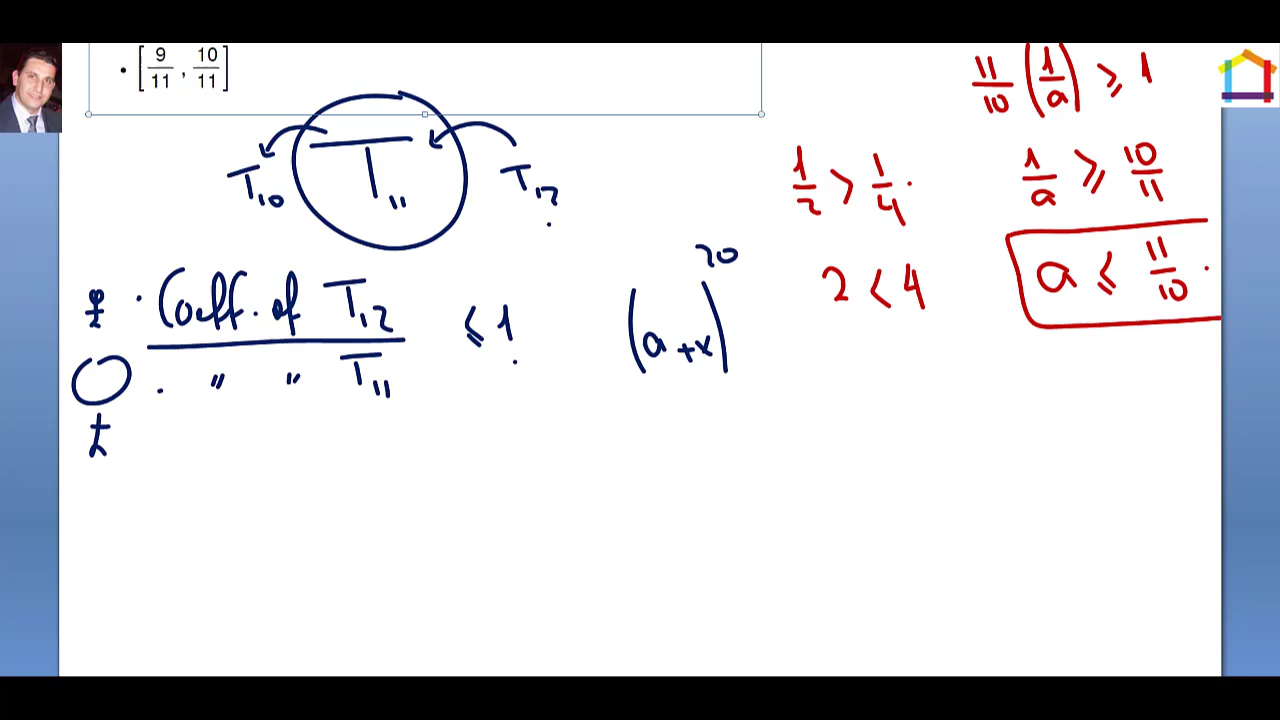 • [9/11 , 10/11]
11/10 (1/a) ⩾ 1
T₁₀ T₁₁ T₁₂
1/2 > 1/4
1/a ⩾ 10/11
2 < 4
a ⩽ 11/10
Coeff. of T₁₂ / " " T₁₁ ⩽ 1
(a + x)²⁰